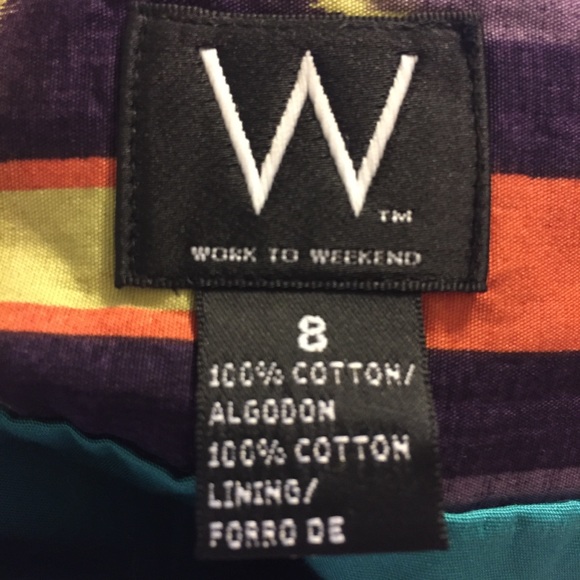 W
™
WORK TO WEEKEND
8
100% COTTON/
ALGODON
100% COTTON
LINING/
FORRO DE